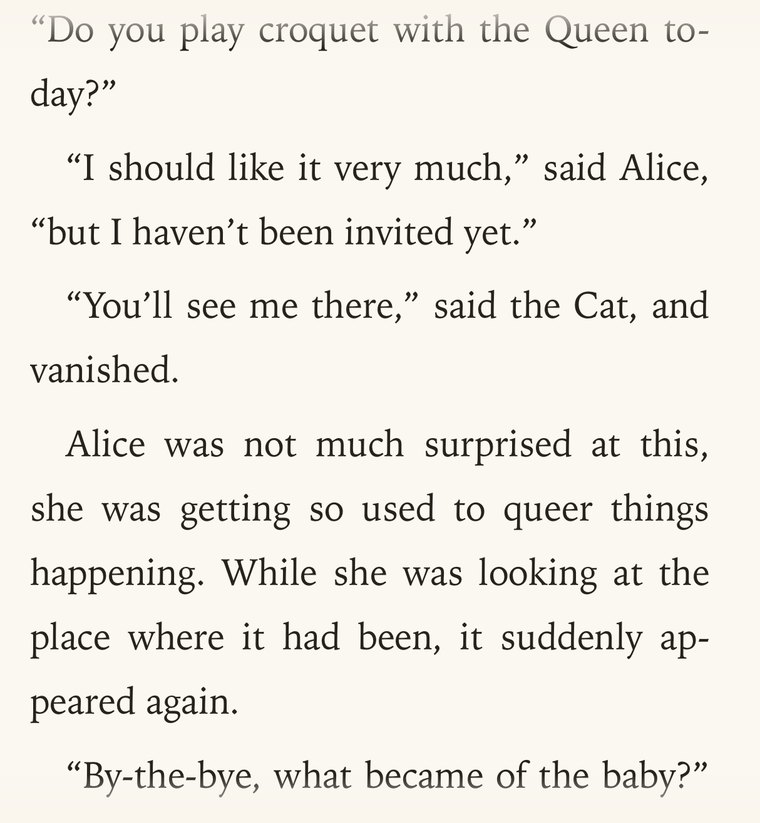 “Do you play croquet with the Queen to-
day?”
“I should like it very much,” said Alice,
“but I haven’t been invited yet.”
“You’ll see me there,” said the Cat, and
vanished.
Alice was not much surprised at this,
she was getting so used to queer things
happening. While she was looking at the
place where it had been, it suddenly ap-
peared again.
“By-the-bye, what became of the baby?”